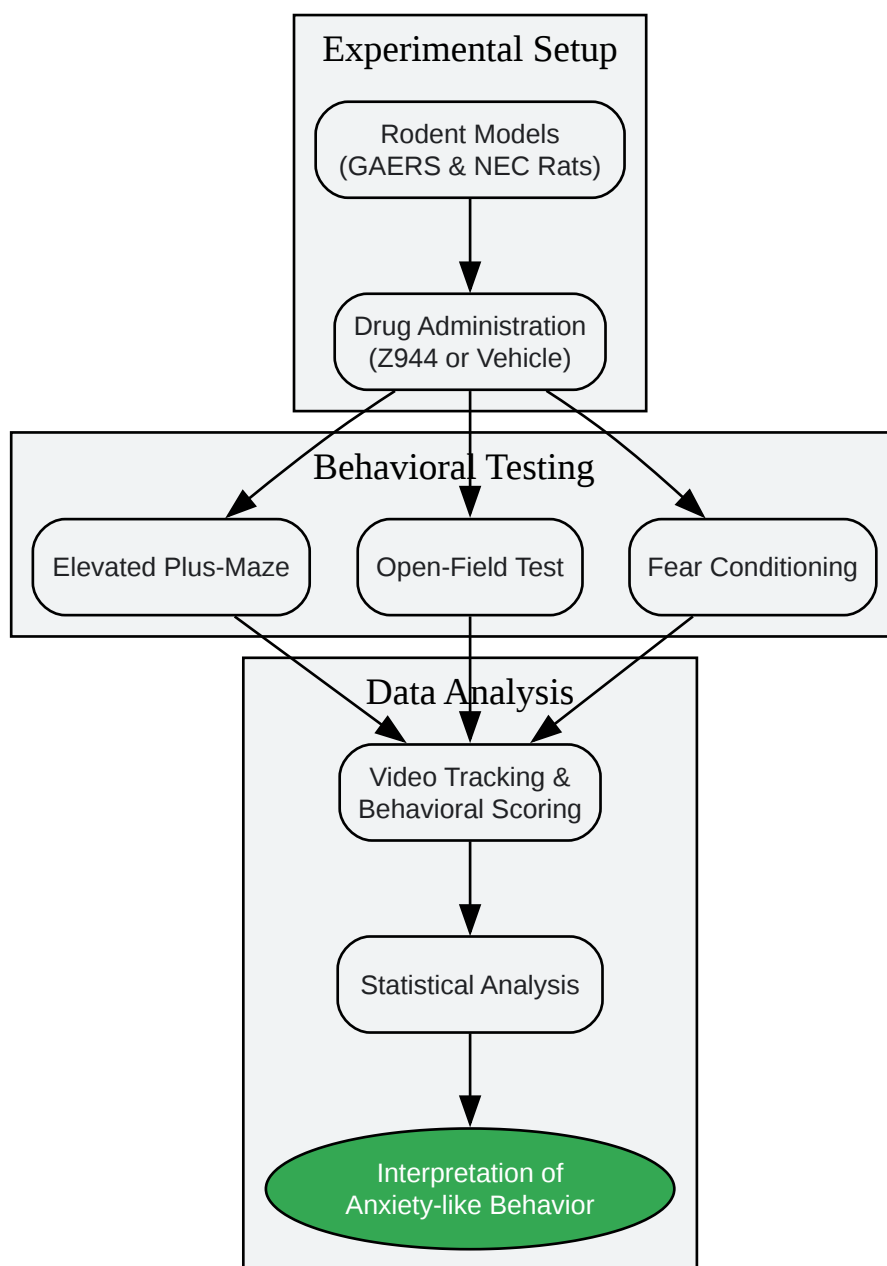 Experimental Setup
Rodent Models
(GAERS & NEC Rats)
Drug Administration
(Z944 or Vehicle)
Behavioral Testing
Elevated Plus-Maze
Open-Field Test
Fear Conditioning
Data Analysis
Video Tracking &
Behavioral Scoring
Statistical Analysis
Interpretation of
Anxiety-like Behavior